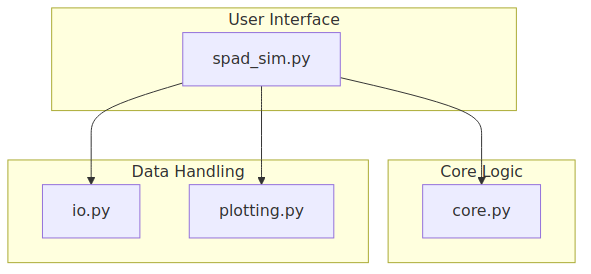 User Interface
spad_sim.py
Data Handling
Core Logic
io.py
plotting.py
core.py